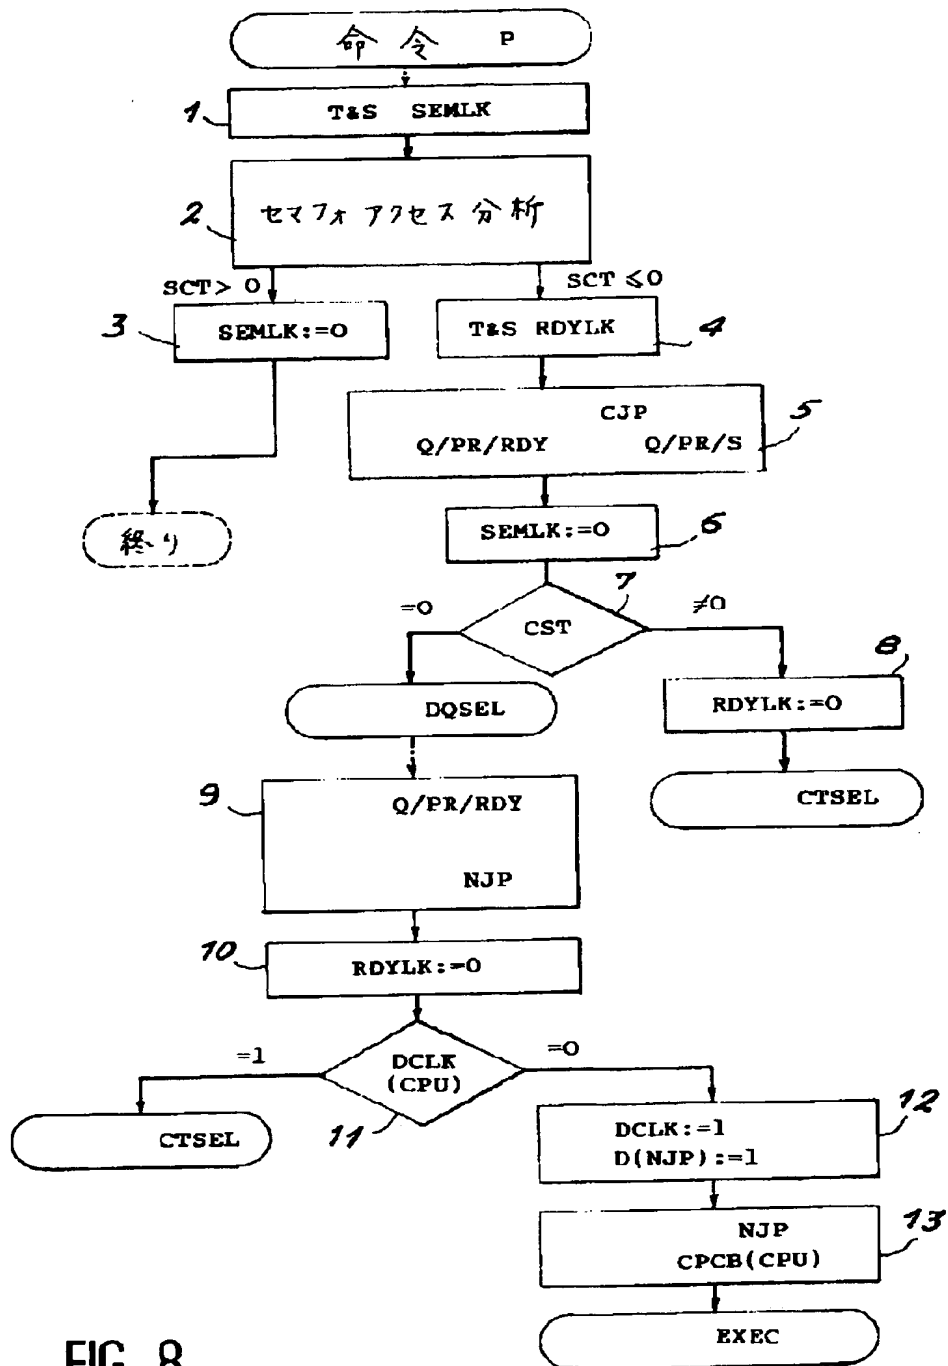 命令 P
1
T&S SEMLK
2
セマフォ アクセス 分析
SCT > 0
SCT ≤0
3
SEMLK:=0
T&S RDYLK
4
CJP
Q/PR/RDY Q/PR/S
5
終り
SEMLK:=0
6
=0
CST
7
≠0
DQSEL
RDYLK:=0
8
CTSEL
9
Q/PR/RDY
NJP
10
RDYLK:=0
=1
DCLK
(CPU)
=0
11
CTSEL
DCLK:=1
D(NJP):=1
12
NJP
CPCB(CPU)
13
EXEC
FIG. 8